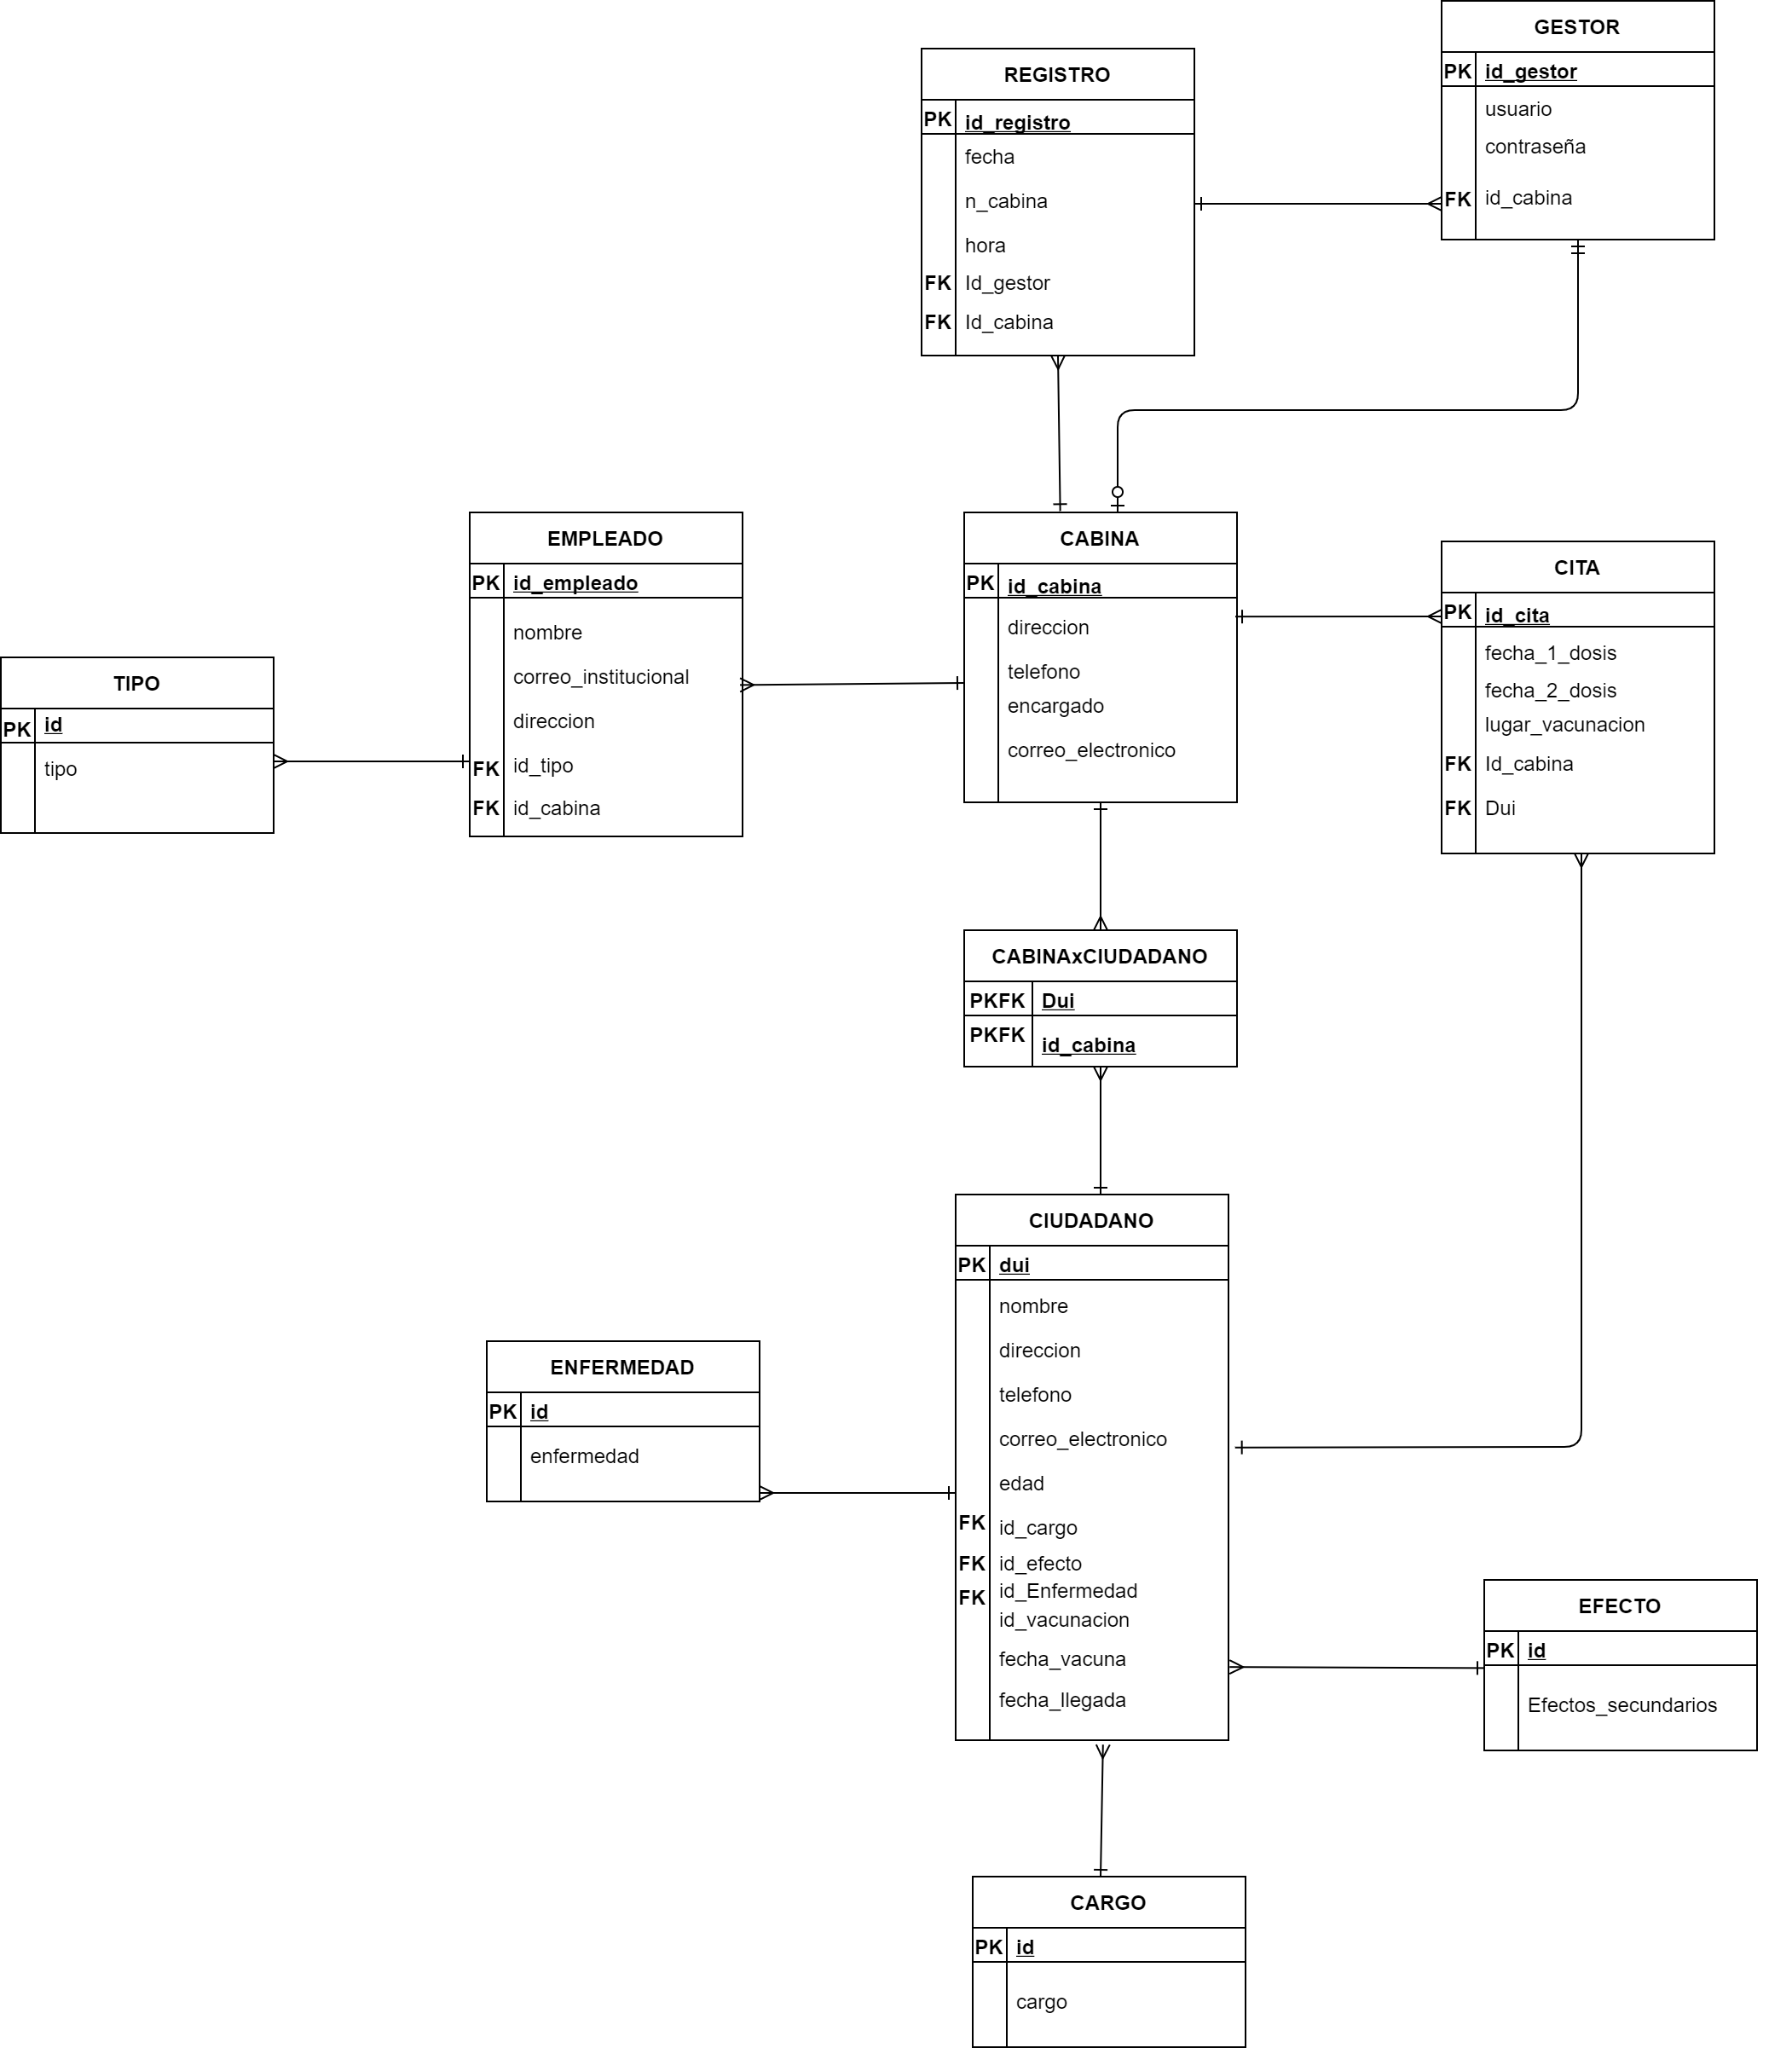 GESTOR
PK id_gestor
usuario
contraseña
FK id_cabina
REGISTRO
PK id_registro
fecha
n_cabina
hora
FK Id_gestor
FK Id_cabina
EMPLEADO
PK id_empleado
nombre
correo_institucional
direccion
FK id_tipo
FK id_cabina
CABINA
PK id_cabina
direccion
telefono
encargado
correo_electronico
CITA
PK id_cita
fecha_1_dosis
fecha_2_dosis
lugar_vacunacion
FK Id_cabina
FK Dui
TIPO
PK id
tipo
CABINAxCIUDADANO
PKFK Dui
PKFK id_cabina
CIUDADANO
PK dui
nombre
direccion
telefono
correo_electronico
edad
FK id_cargo
FK id_efecto
FK id_Enfermedad
id_vacunacion
fecha_vacuna
fecha_llegada
ENFERMEDAD
PK id
enfermedad
EFECTO
PK id
Efectos_secundarios
CARGO
PK id
cargo